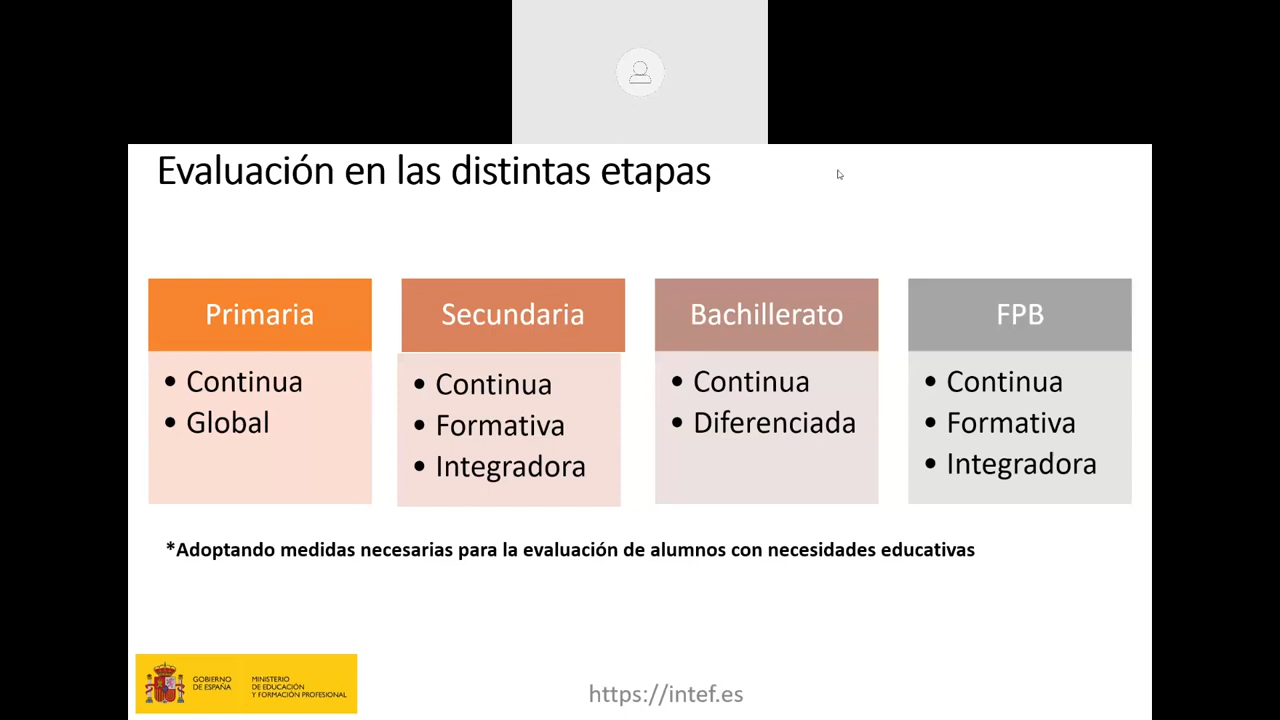 Evaluación en las distintas etapas
Primaria
• Continua
• Global
Secundaria
• Continua
• Formativa
• Integradora
Bachillerato
• Continua
• Diferenciada
FPB
• Continua
• Formativa
• Integradora
*Adoptando medidas necesarias para la evaluación de alumnos con necesidades educativas
GOBIERNO
DE ESPAÑA
MINISTERIO
DE EDUCACIÓN
Y FORMACIÓN PROFESIONAL
https://intef.es